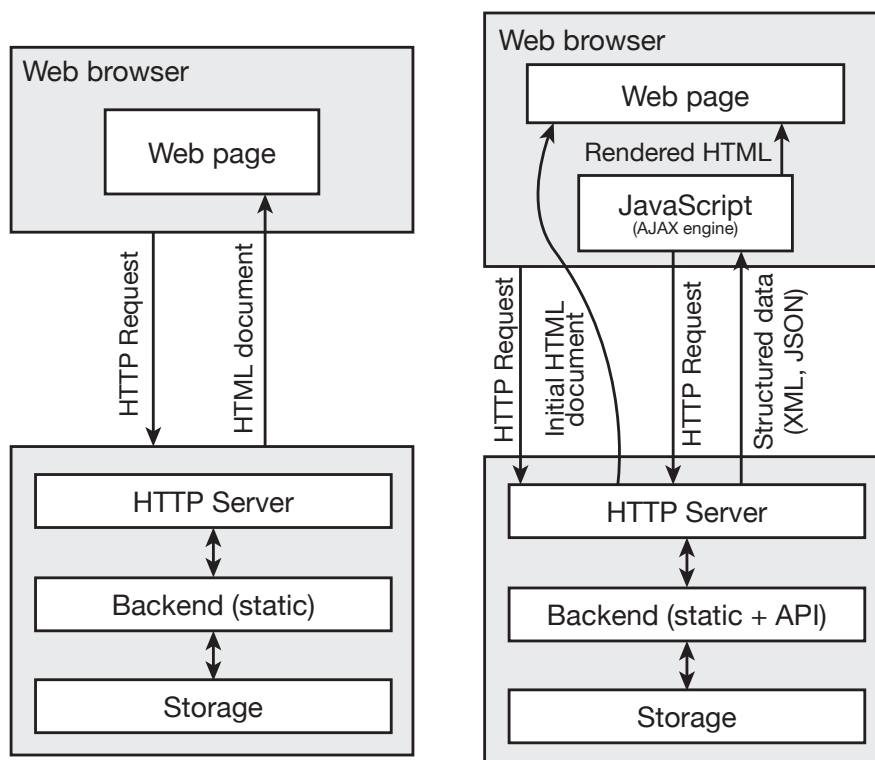 Web browser
Web page
HTTP Request
HTML document
HTTP Server
Backend (static)
Storage
Web browser
Web page
Rendered HTML
JavaScript
(AJAX engine)
HTTP Request
Initial HTML
document
HTTP Request
Structured data
(XML, JSON)
HTTP Server
Backend (static + API)
Storage